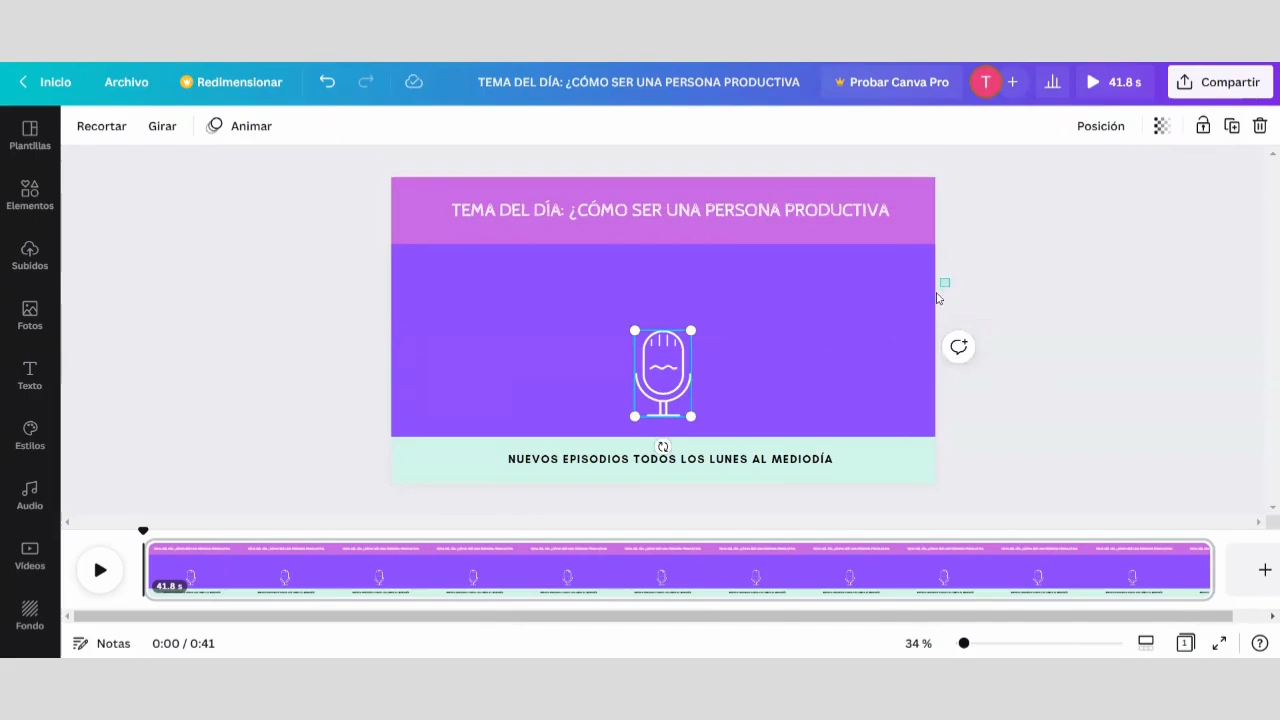 Inicio Archivo Redimensionar TEMA DEL DÍA: ¿CÓMO SER UNA PERSONA PRODUCTIVA Probar Canva Pro T + 41.8 s Compartir
Recortar Girar Animar Posición
Plantillas
Elementos
Subidos
Fotos
Texto
Estilos
Audio
Vídeos
Fondo
TEMA DEL DÍA: ¿CÓMO SER UNA PERSONA PRODUCTIVA
NUEVOS EPISODIOS TODOS LOS LUNES AL MEDIODÍA
41.8 s
Notas 0:00 / 0:41 34 % 1 ?